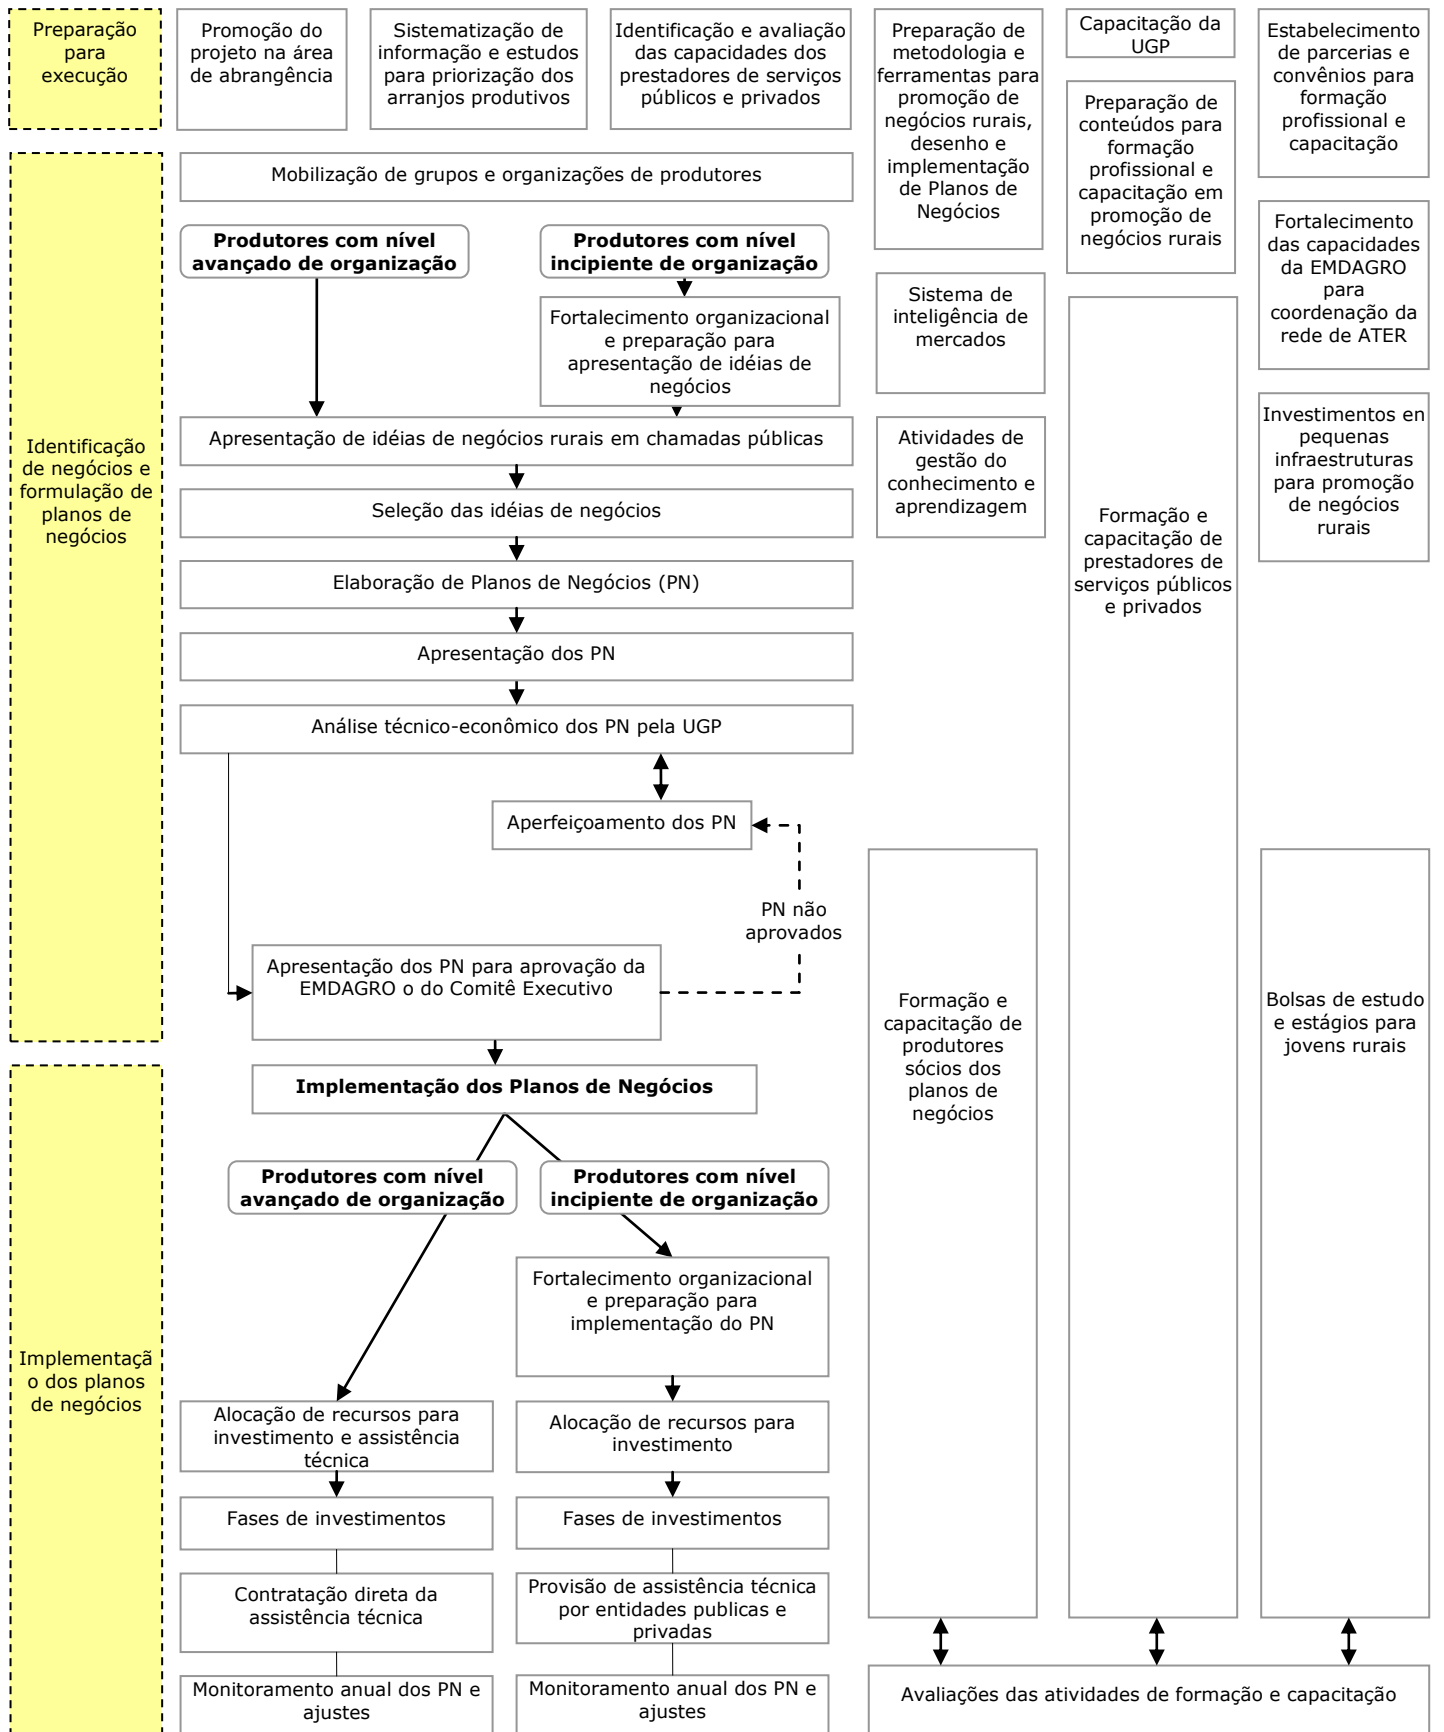 Preparação
para
execução
Promoção do
projeto na área
de abrangência
Sistematização de
informação e estudos
para priorização dos
arranjos produtivos
Identificação e avaliação
das capacidades dos
prestadores de serviços
públicos e privados
Preparação de
metodologia e
ferramentas para
promoção de
negócios rurais,
desenho e
implementação
de Planos de
Negócios
Capacitação da
UGP
Estabelecimento
de parcerias e
convênios para
formação
profissional e
capacitação
Preparação de
conteúdos para
formação
profissional e
capacitação em
promoção de
negócios rurais
Identificação
de negócios e
formulação de
planos de
negócios
Mobilização de grupos e organizações de produtores
Produtores com nível
avançado de organização
Produtores com nível
incipiente de organização
Fortalecimento organizacional
e preparação para
apresentação de idéias de
negócios
Sistema de
inteligência de
mercados
Fortalecimento
das capacidades
da EMDAGRO
para
coordenação da
rede de ATER
Apresentação de idéias de negócios rurais em chamadas públicas
Atividades de
gestão do
conhecimento e
aprendizagem
Investimentos en
pequenas
infraestruturas
para promoção
de negócios
rurais
Seleção das idéias de negócios
Formação e
capacitação de
prestadores de
serviços públicos
e privados
Elaboração de Planos de Negócios (PN)
Apresentação dos PN
Análise técnico-econômico dos PN pela UGP
Aperfeiçoamento dos PN
PN não
aprovados
Apresentação dos PN para aprovação da
EMDAGRO o do Comitê Executivo
Formação e
capacitação de
produtores
sócios dos
planos de
negócios
Bolsas de estudo
e estágios para
jovens rurais
Implementaçã
o dos planos
de negócios
Implementação dos Planos de Negócios
Produtores com nível
avançado de organização
Produtores com nível
incipiente de organização
Fortalecimento organizacional
e preparação para
implementação do PN
Alocação de recursos para
investimento e assistência
técnica
Alocação de recursos para
investimento
Fases de investimentos
Fases de investimentos
Contratação direta da
assistência técnica
Provisão de assistência técnica
por entidades publicas e
privadas
Monitoramento anual dos PN e
ajustes
Monitoramento anual dos PN e
ajustes
Avaliações das atividades de formação e capacitação